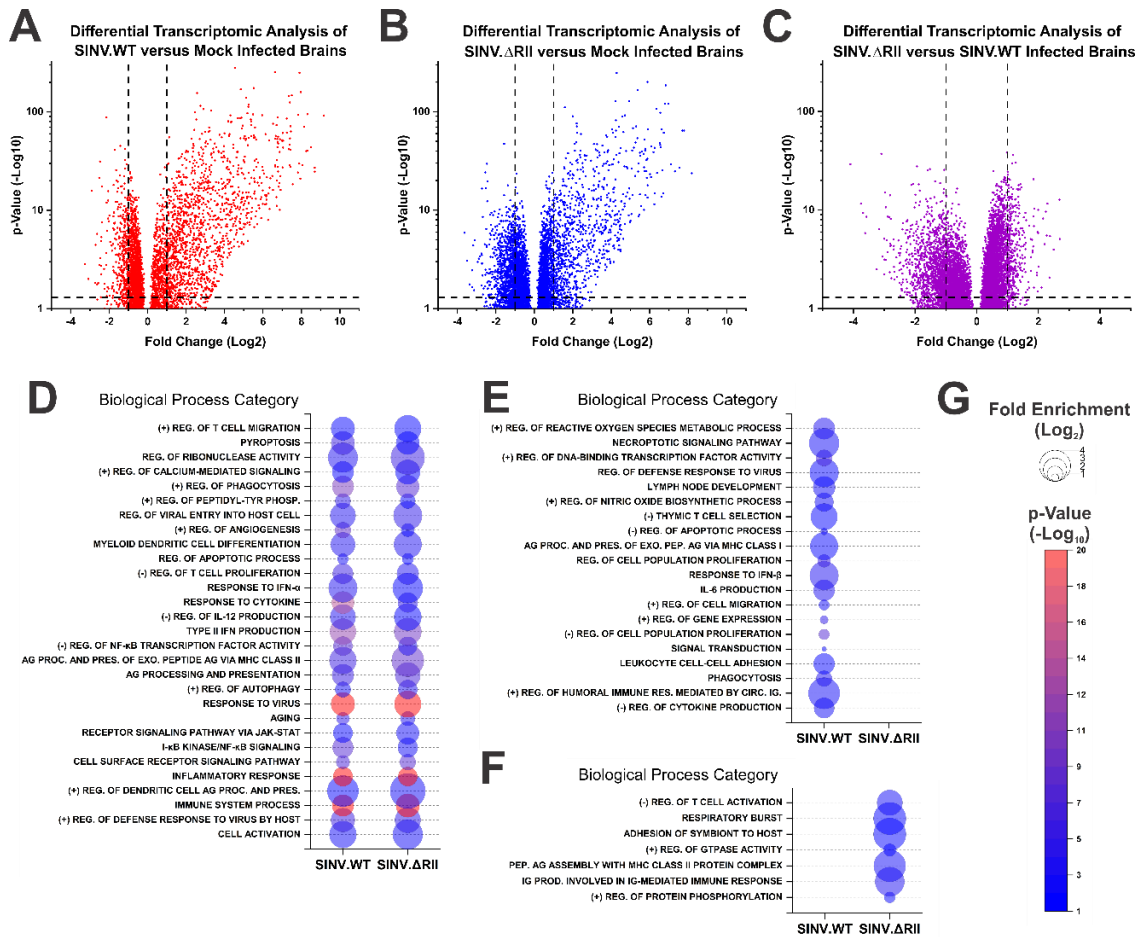 A
Differential Transcriptomic Analysis of
SINV.WT versus Mock Infected Brains
p-Value (-Log10)
100
10
1
-4 -2 0 2 4 6 8 10
Fold Change (Log2)
B
Differential Transcriptomic Analysis of
SINV.ΔRII versus Mock Infected Brains
p-Value (-Log10)
100
10
1
-4 -2 0 2 4 6 8 10
Fold Change (Log2)
C
Differential Transcriptomic Analysis of
SINV.ΔRII versus SINV.WT Infected Brains
p-Value (-Log10)
100
10
1
-4 -2 0 2 4
Fold Change (Log2)
D
Biological Process Category
(+) REG. OF T CELL MIGRATION
PYROPTOSIS
REG. OF RIBONUCLEASE ACTIVITY
(+) REG. OF CALCIUM-MEDIATED SIGNALING
(+) REG. OF PHAGOCYTOSIS
(+) REG. OF PEPTIDYL-TYR PHOSP.
REG. OF VIRAL ENTRY INTO HOST CELL
(+) REG. OF ANGIOGENESIS
MYELOID DENDRITIC CELL DIFFERENTIATION
REG. OF APOPTOTIC PROCESS
(-) REG. OF T CELL PROLIFERATION
RESPONSE TO IFN-α
RESPONSE TO CYTOKINE
(-) REG. OF IL-12 PRODUCTION
TYPE II IFN PRODUCTION
(-) REG. OF NF-κB TRANSCRIPTION FACTOR ACTIVITY
AG PROC. AND PRES. OF EXO. PEPTIDE AG VIA MHC CLASS II
AG PROCESSING AND PRESENTATION
(+) REG. OF AUTOPHAGY
RESPONSE TO VIRUS
AGING
RECEPTOR SIGNALING PATHWAY VIA JAK-STAT
I-κB KINASE/NF-κB SIGNALING
CELL SURFACE RECEPTOR SIGNALING PATHWAY
INFLAMMATORY RESPONSE
(+) REG. OF DENDRITIC CELL AG PROC. AND PRES.
IMMUNE SYSTEM PROCESS
(+) REG. OF DEFENSE RESPONSE TO VIRUS BY HOST
CELL ACTIVATION
SINV.WT SINV.ΔRII
E
Biological Process Category
(+) REG. OF REACTIVE OXYGEN SPECIES METABOLIC PROCESS
NECROPTOTIC SIGNALING PATHWAY
(+) REG. OF DNA-BINDING TRANSCRIPTION FACTOR ACTIVITY
REG. OF DEFENSE RESPONSE TO VIRUS
LYMPH NODE DEVELOPMENT
(+) REG. OF NITRIC OXIDE BIOSYNTHETIC PROCESS
(-) THYMIC T CELL SELECTION
(-) REG. OF APOPTOTIC PROCESS
AG PROC. AND PRES. OF EXO. PEP. AG VIA MHC CLASS I
REG. OF CELL POPULATION PROLIFERATION
RESPONSE TO IFN-β
IL-6 PRODUCTION
(+) REG. OF CELL MIGRATION
(+) REG. OF GENE EXPRESSION
(-) REG. OF CELL POPULATION PROLIFERATION
SIGNAL TRANSDUCTION
LEUKOCYTE CELL-CELL ADHESION
PHAGOCYTOSIS
(+) REG. OF HUMORAL IMMUNE RES. MEDIATED BY CIRC. IG.
(-) REG. OF CYTOKINE PRODUCTION
SINV.WT SINV.ΔRII
F
Biological Process Category
(-) REG. OF T CELL ACTIVATION
RESPIRATORY BURST
ADHESION OF SYMBIONT TO HOST
(+) REG. OF GTPASE ACTIVITY
PEP. AG ASSEMBLY WITH MHC CLASS II PROTEIN COMPLEX
IG PROD. INVOLVED IN IG-MEDIATED IMMUNE RESPONSE
(+) REG. OF PROTEIN PHOSPHORYLATION
SINV.WT SINV.ΔRII
G
Fold Enrichment
(Log₂)
4
3
2
1
p-Value
(-Log₁₀)
20
19
17
15
13
11
9
7
5
3
1